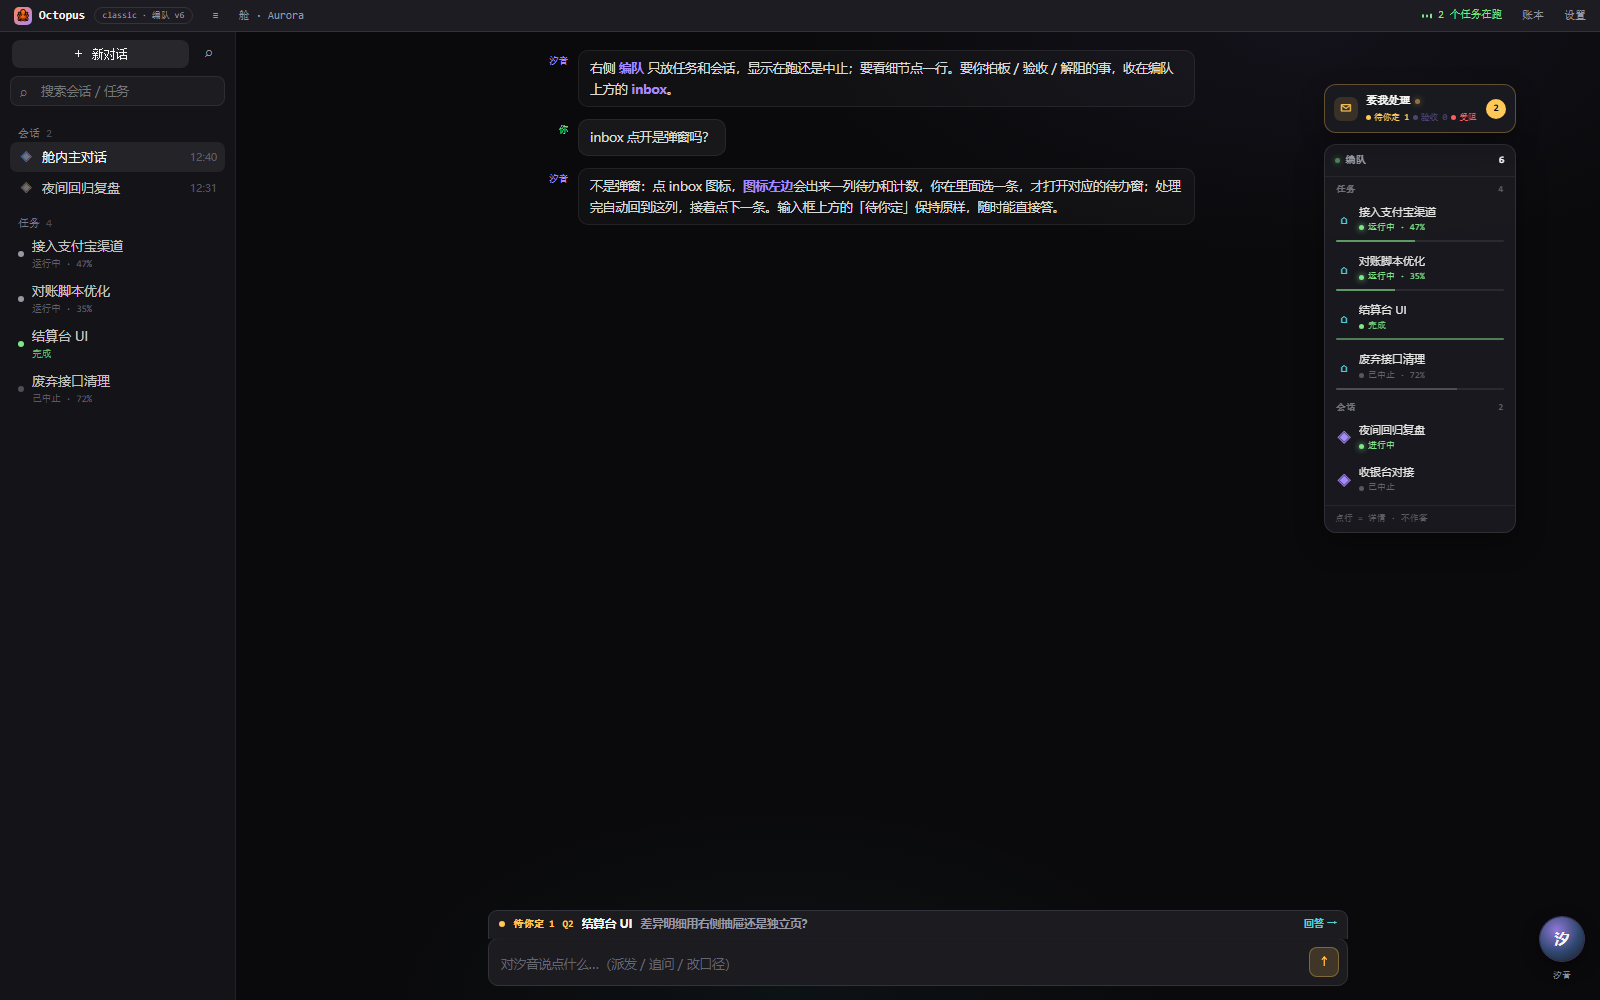 Octopus classic · 编队 v6 ≡ 舱 · Aurora
2 个任务在跑 账本 设置
+ 新对话
搜索会话 / 任务
会话 2
舱内主对话 12:40
夜间回归复盘 12:31
任务 4
接入支付宝渠道
运行中 · 47%
对账脚本优化
运行中 · 35%
结算台 UI
完成
废弃接口清理
已中止 · 72%
汐音
右侧 编队 只放任务和会话，显示在跑还是中止；要看细节点一行。要你拍板 / 验收 / 解阻的事，收在编队
上方的 inbox。
你
inbox 点开是弹窗吗？
汐音
不是弹窗：点 inbox 图标，图标左边会出来一列待办和计数，你在里面选一条，才打开对应的待办窗；处理
完自动回到这列，接着点下一条。输入框上方的「待你定」保持原样，随时能直接答。
要我处理
待你定 1 验收 0 受阻
2
编队 6
任务 4
接入支付宝渠道
运行中 · 47%
对账脚本优化
运行中 · 35%
结算台 UI
完成
废弃接口清理
已中止 · 72%
会话 2
夜间回归复盘
进行中
收银台对接
已中止
点行 = 详情 · 不作答
待你定 1 Q2 结算台 UI 差异明细用右侧抽屉还是独立页？ 回答 →
对汐音说点什么…（派发 / 追问 / 改口径） ↑
汐
汐音